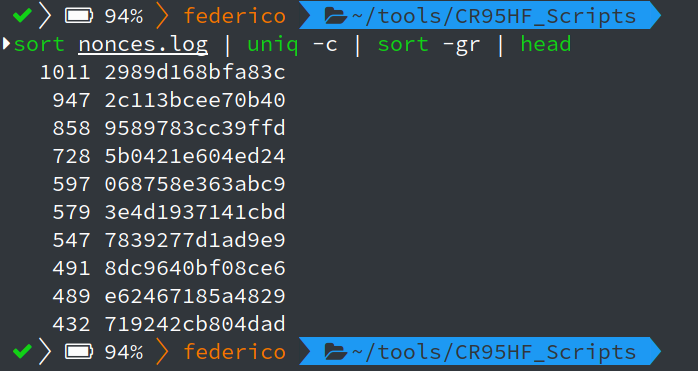 94% federico ~/tools/CR95HF_Scripts
sort nonces.log | uniq -c | sort -gr | head
1011 2989d168bfa83c
947 2c113bcee70b40
858 9589783cc39ffd
728 5b0421e604ed24
597 068758e363abc9
579 3e4d1937141cbd
547 7839277d1ad9e9
491 8dc9640bf08ce6
489 e62467185a4829
432 719242cb804dad
94% federico ~/tools/CR95HF_Scripts